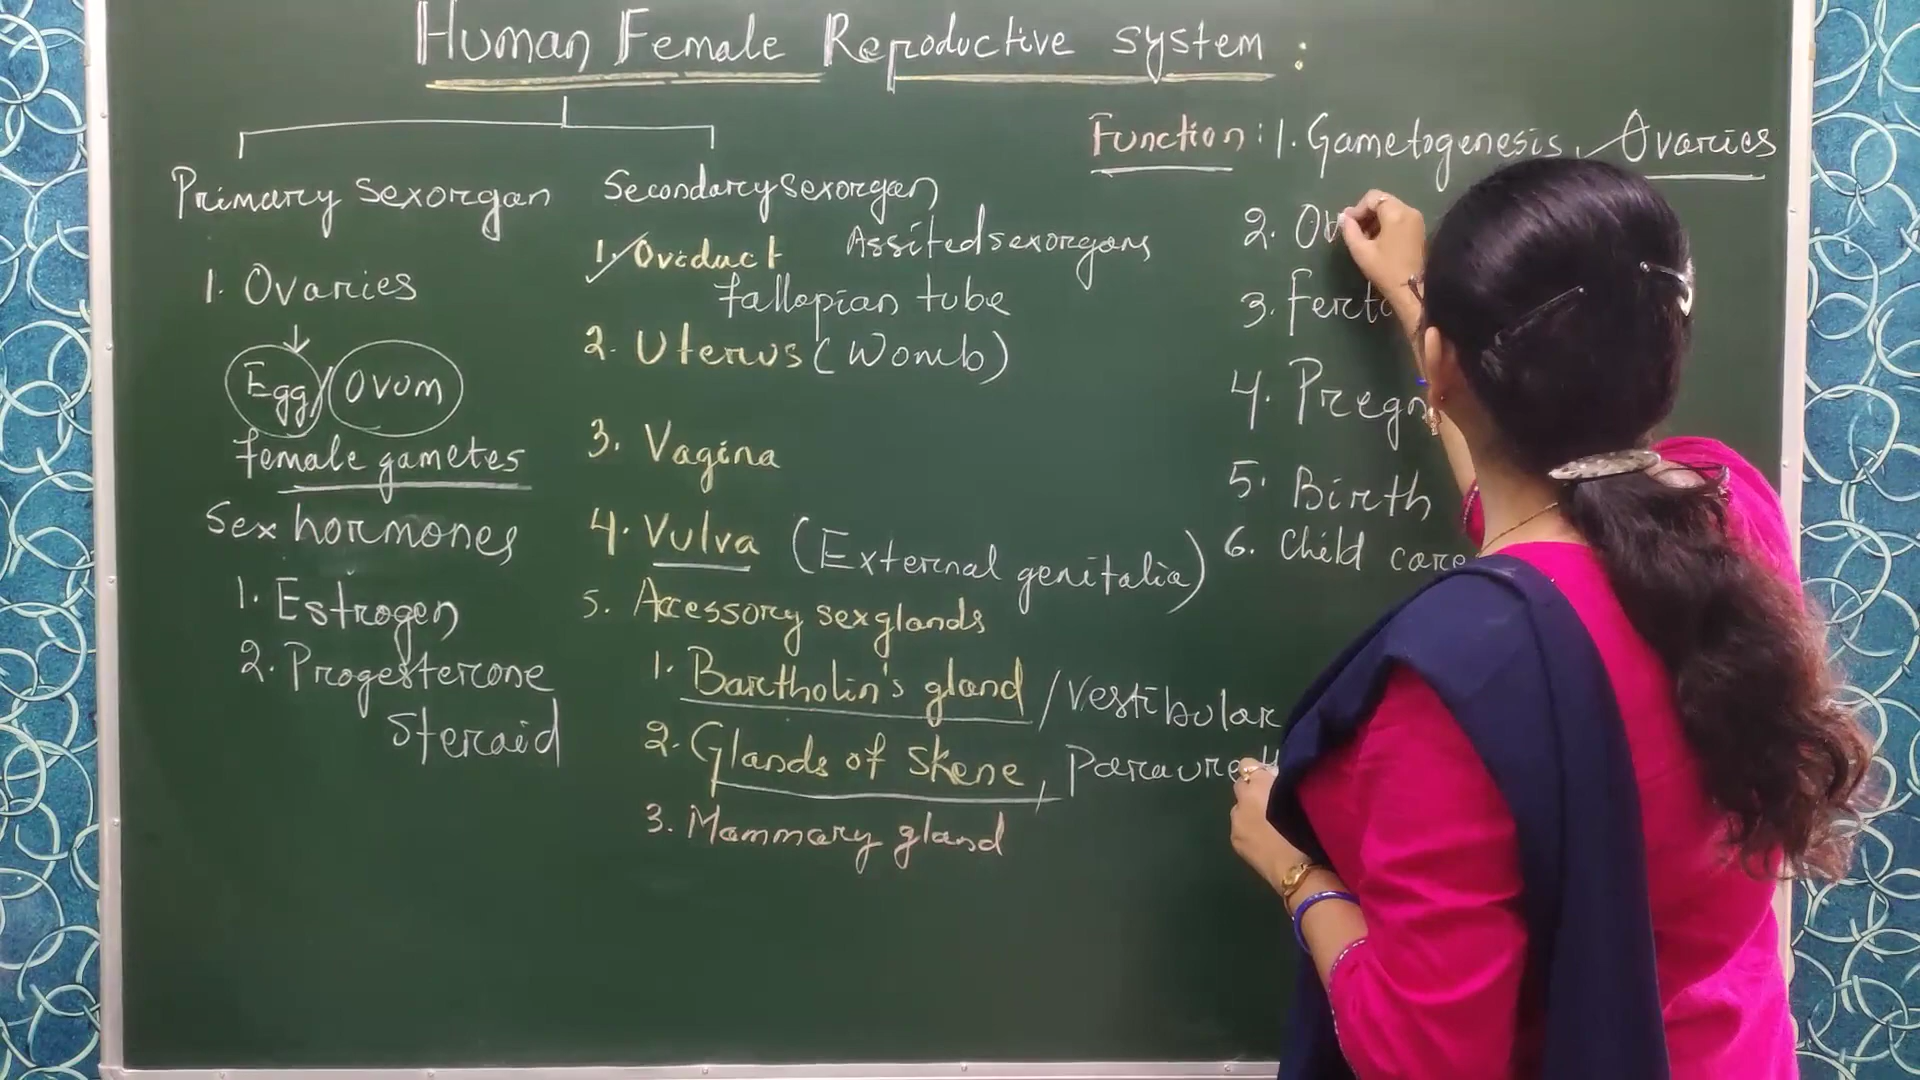 Human Female Reproductive system :
Primary sexorgan
1. Ovaries
Egg / Ovum
female gametes
Sex hormones
1. Estrogen
2. Progesterone
Steraid
Secondary sexorgan
Assited sexorgans
1. Oviduct
fallopian tube
2. Uterus (Womb)
3. Vagina
4. Vulva (External genitalia)
5. Accessory sexglands
1. Bartholin's gland / Vestibular
2. Glands of Skene,
3. Mammary gland
Function : 1. Gametogenesis, Ovaries
2.
3.
4.
5. Birth
6. Child care